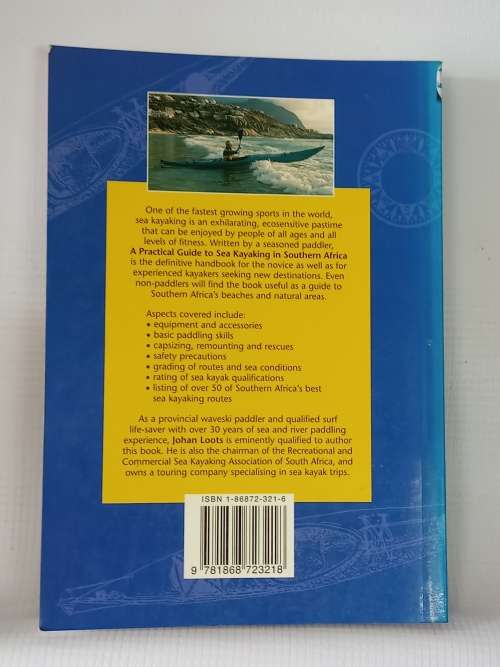 One of the fastest growing sports in the world,
sea kayaking is an exhilarating, ecosensitive pastime
that can be enjoyed by people of all ages and all
levels of fitness. Written by a seasoned paddler,
A Practical Guide to Sea Kayaking in Southern Africa
is the definitive handbook for the novice as well as for
experienced kayakers seeking new destinations. Even
non-paddlers will find the book useful as a guide to
Southern Africa's beaches and natural areas.
Aspects covered include:
• equipment and accessories
• basic paddling skills
• capsizing, remounting and rescues
• safety precautions
• grading of routes and sea conditions
• rating of sea kayak qualifications
• listing of over 50 of Southern Africa's best
sea kayaking routes
As a provincial waveski paddler and qualified surf
life-saver with over 30 years of sea and river paddling
experience, Johan Loots is eminently qualified to author
this book. He is also the chairman of the Recreational and
Commercial Sea Kayaking Association of South Africa, and
owns a touring company specialising in sea kayak trips.
ISBN 1-86872-321-6
9 781868 723218